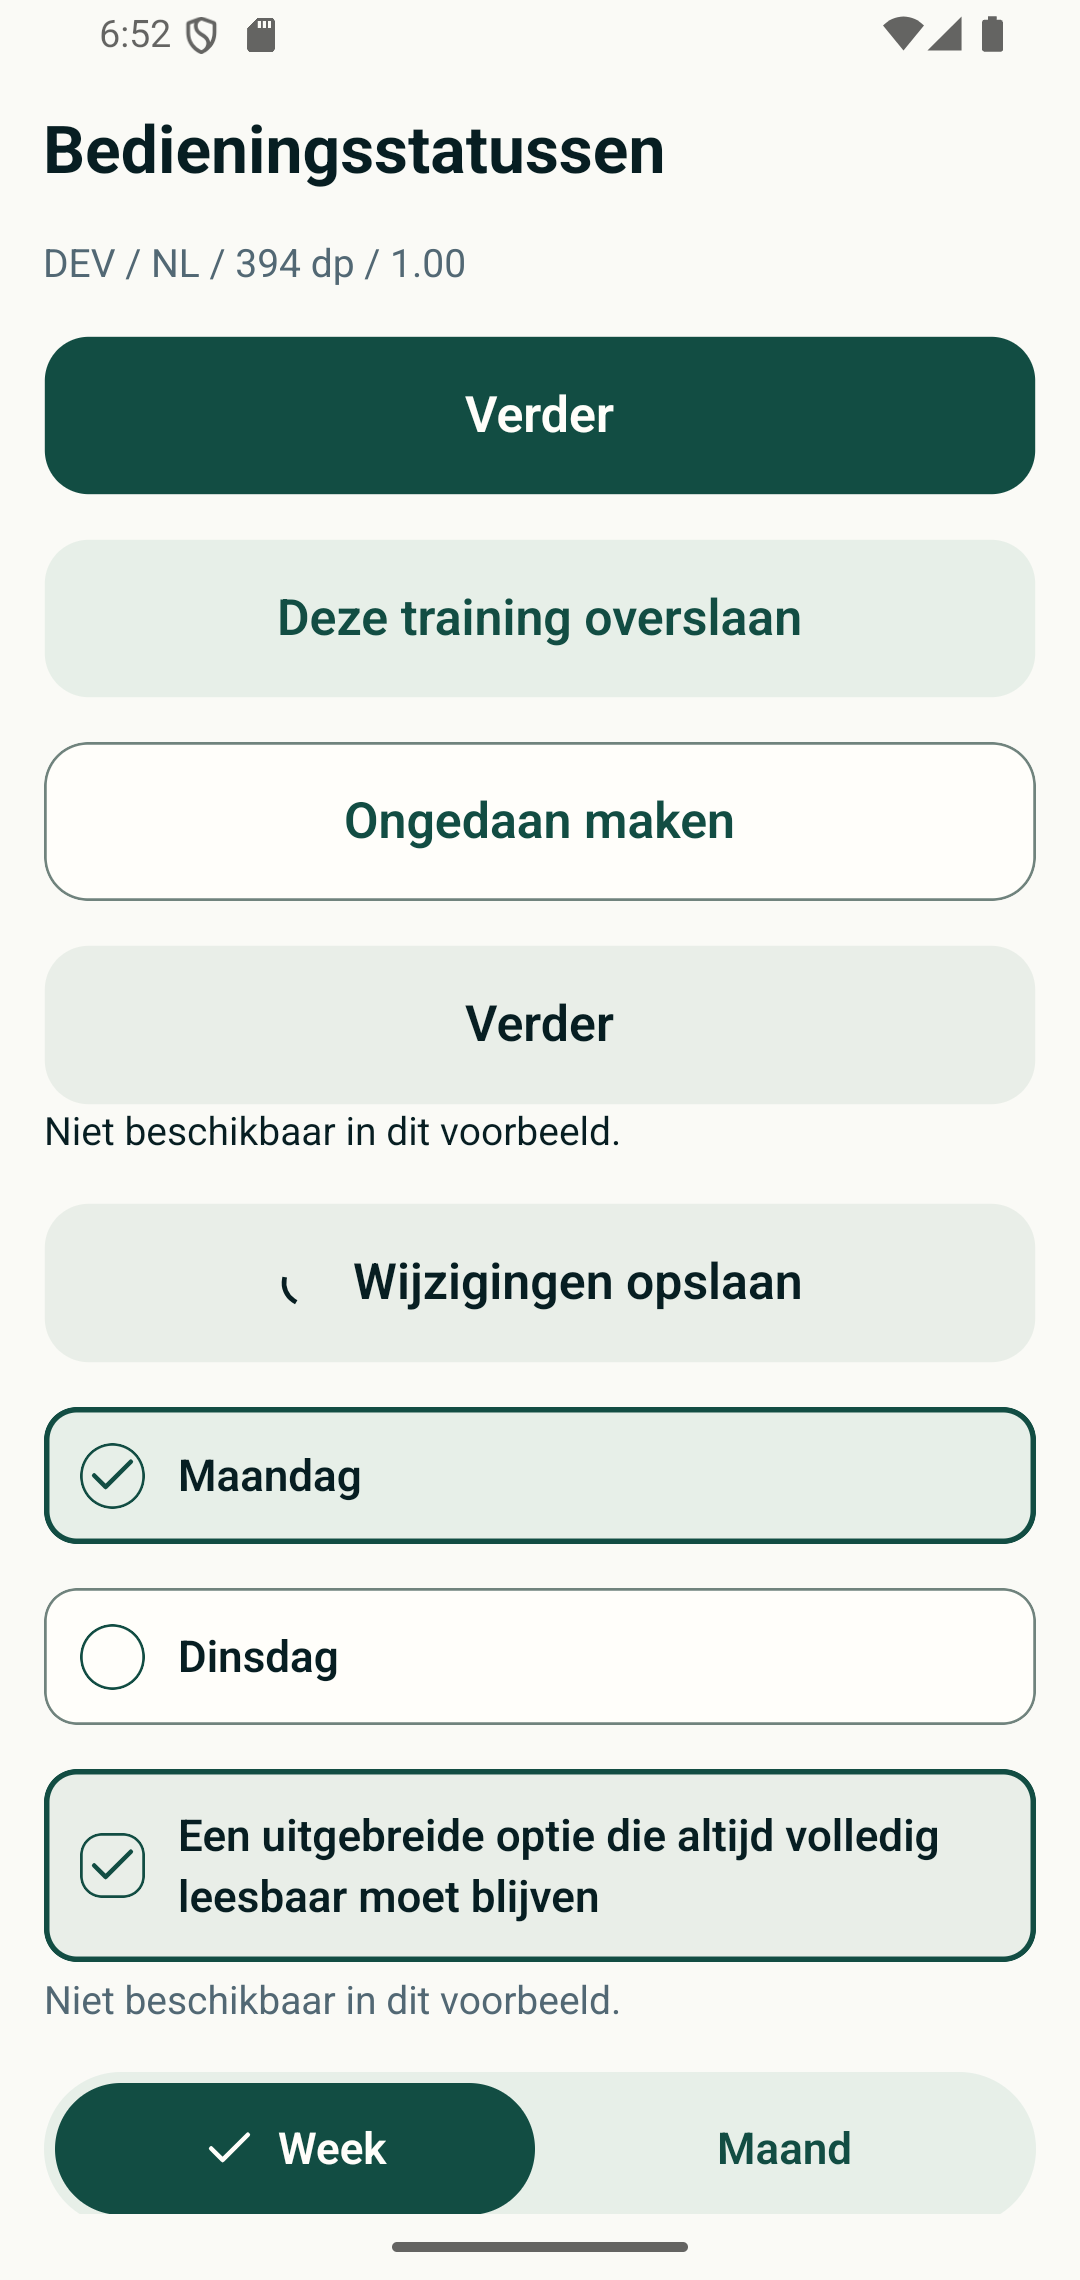 6:52
Bedieningsstatussen
DEV / NL / 394 dp / 1.00
Verder
Deze training overslaan
Ongedaan maken
Verder
Niet beschikbaar in dit voorbeeld.
Wijzigingen opslaan
Maandag
Dinsdag
Een uitgebreide optie die altijd volledig
leesbaar moet blijven
Niet beschikbaar in dit voorbeeld.
Week
Maand